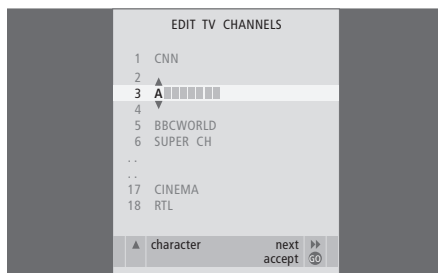 EDIT TV CHANNELS
1 CNN
2
3 A
4
5 BBCWORLD
6 SUPER CH
..
..
17 CINEMA
18 RTL
character next
accept GO